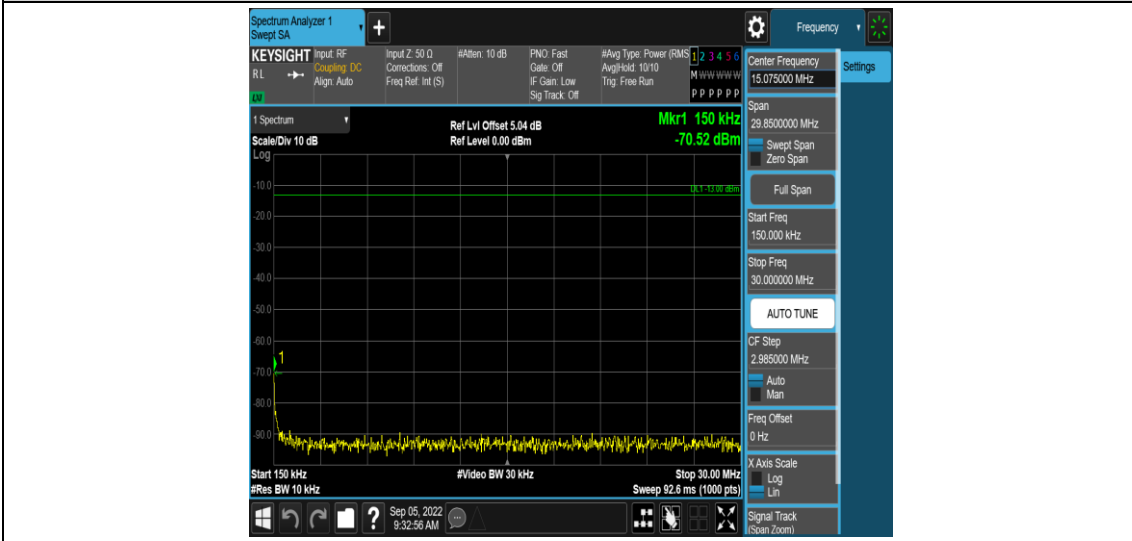 Spectrum Analyzer 1
Swept SA
Frequency
KEYSIGHT
RL
Input: RF
Coupling: DC
Align: Auto
Input Z: 50 Ω
Corrections: Off
Freq Ref: Int (S)
#Atten: 10 dB
PNO: Fast
Gate: Off
IF Gain: Low
Sig Track: Off
#Avg Type: Power (RMS
Avg|Hold: 10/10
Trig: Free Run
1 2 3 4 5 6
M W W W W W
P P P P P P
1 Spectrum
Scale/Div 10 dB
Log
Ref Lvl Offset 5.04 dB
Ref Level 0.00 dBm
Mkr1 150 kHz
-70.52 dBm
DL1 -13.00 dBm
-10.0
-20.0
-30.0
-40.0
-50.0
-60.0
1
-70.0
-80.0
-90.0
Start 150 kHz
#Res BW 10 kHz
#Video BW 30 kHz
Stop 30.00 MHz
Sweep 92.6 ms (1000 pts)
?
Sep 05, 2022
9:32:56 AM
Center Frequency
15.075000 MHz
Settings
Span
29.8500000 MHz
Swept Span
Zero Span
Full Span
Start Freq
150.000 kHz
Stop Freq
30.000000 MHz
AUTO TUNE
CF Step
2.985000 MHz
Auto
Man
Freq Offset
0 Hz
X Axis Scale
Log
Lin
Signal Track
(Span Zoom)